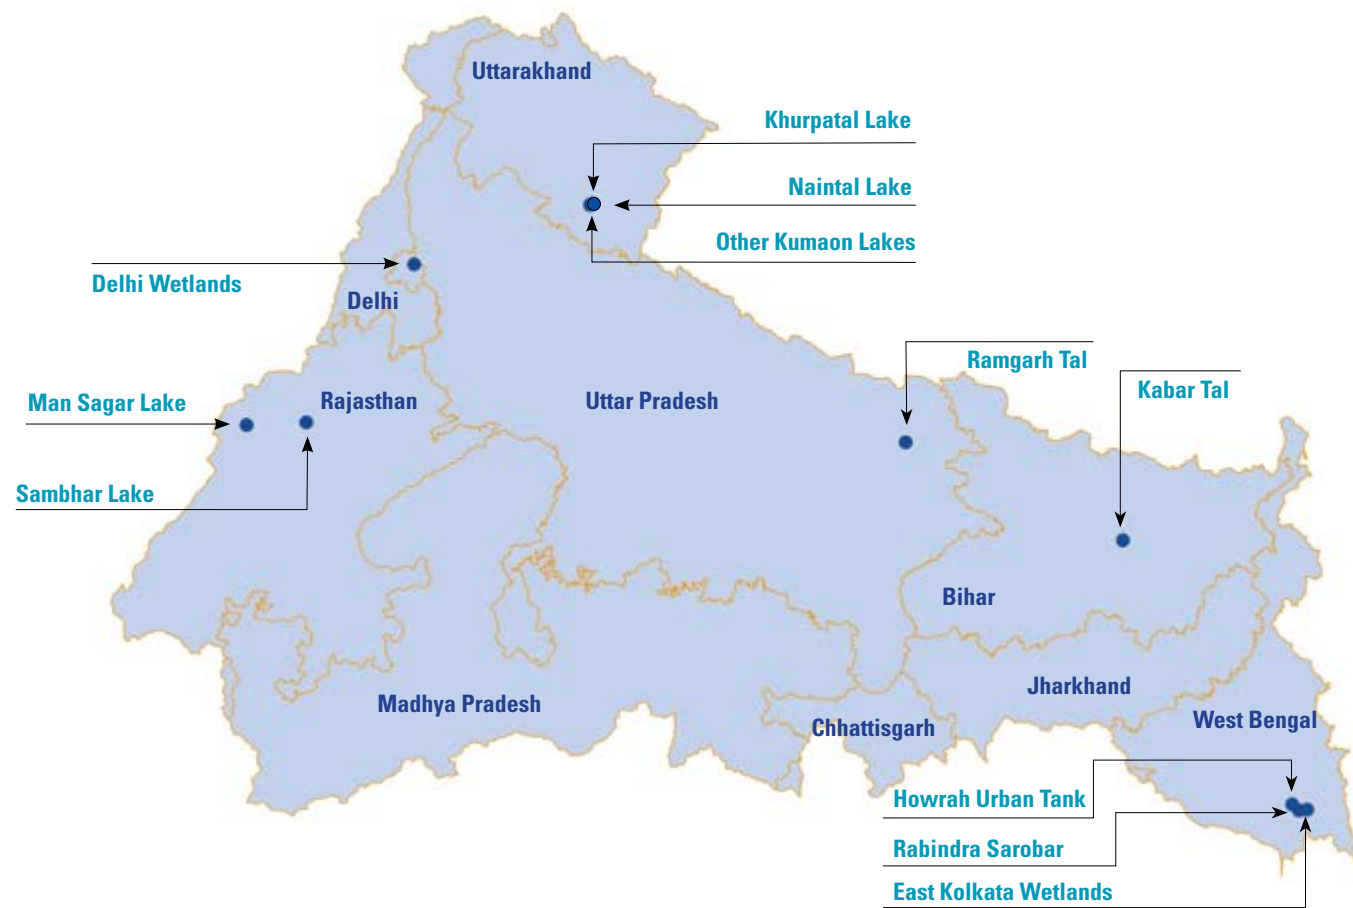 Uttarakhand
Khurpatal Lake
Naintal Lake
Other Kumaon Lakes
Delhi Wetlands
Delhi
Ramgarh Tal
Kabar Tal
Man Sagar Lake
Rajasthan
Uttar Pradesh
Sambhar Lake
Bihar
Jharkhand
Madhya Pradesh
Chhattisgarh
West Bengal
Howrah Urban Tank
Rabindra Sarobar
East Kolkata Wetlands